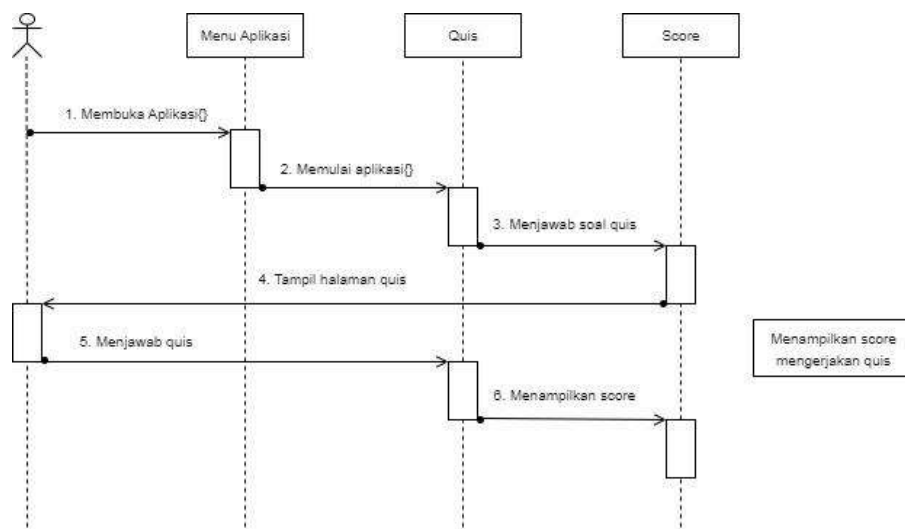 Menu Aplikasi
Quis
Score
1. Membuka Aplikasi{}
2. Memulai aplikasi{}
3. Menjawab soal quis
4. Tampil halaman quis
5. Menjawab quis
Menampilkan score
mengerjakan quis
6. Menampilkan score